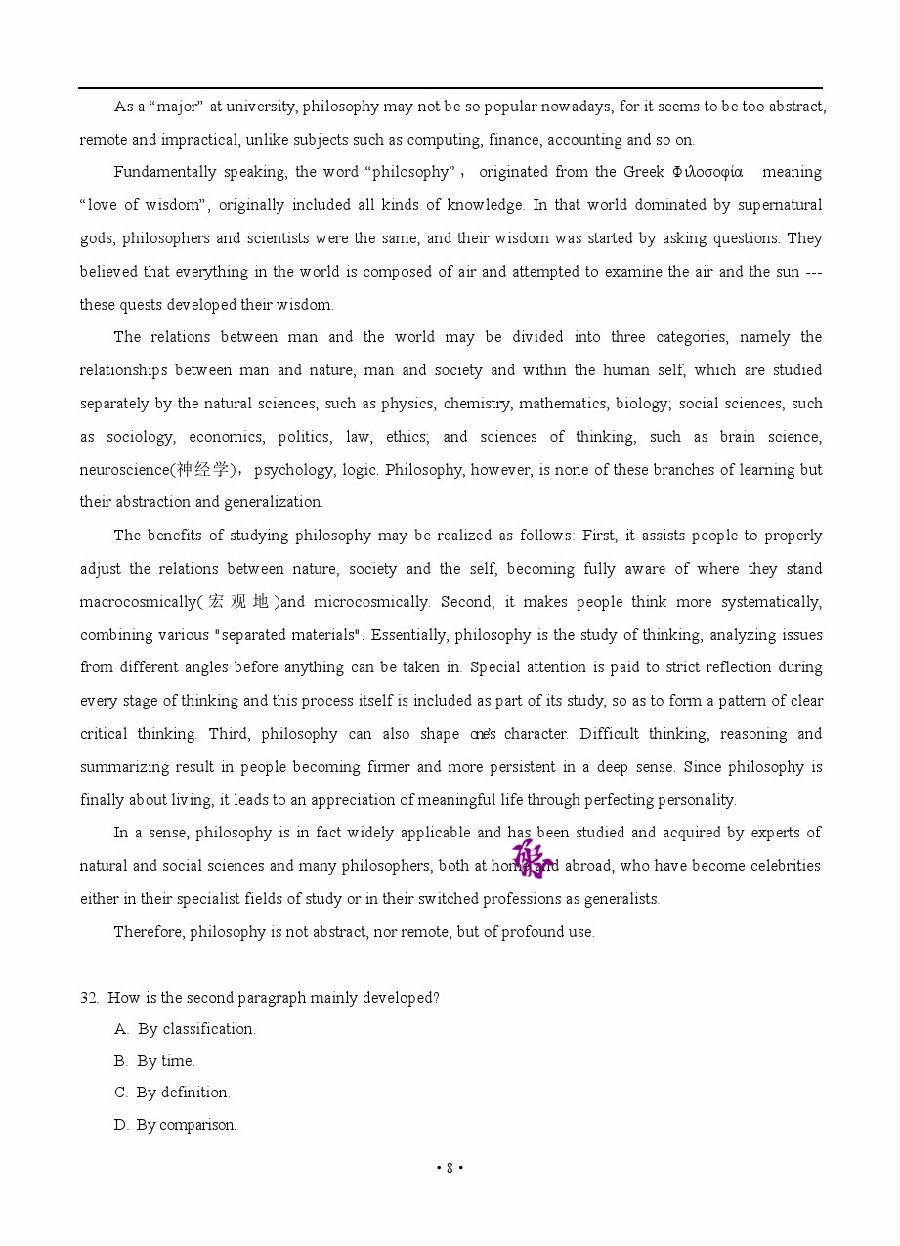 As a “major” at university, philosophy may not be so popular nowadays, for it seems to be too abstract,
remote and impractical, unlike subjects such as computing, finance, accounting and so on.
Fundamentally speaking, the word “philosophy” ， originated from the Greek Φιλοσοφία meaning
“love of wisdom”, originally included all kinds of knowledge. In that world dominated by supernatural
gods, philosophers and scientists were the same, and their wisdom was started by asking questions. They
believed that everything in the world is composed of air and attempted to examine the air and the sun ---
these quests developed their wisdom.
The relations between man and the world may be divided into three categories, namely the
relationships between man and nature, man and society and within the human self, which are studied
separately by the natural sciences, such as physics, chemistry, mathematics, biology; social sciences, such
as sociology, economics, politics, law, ethics; and sciences of thinking, such as brain science,
neuroscience(神经学)， psychology, logic. Philosophy, however, is none of these branches of learning but
their abstraction and generalization.
The benefits of studying philosophy may be realized as follows: First, it assists people to properly
adjust the relations between nature, society and the self, becoming fully aware of where they stand
macrocosmically( 宏 观 地 )and microcosmically. Second, it makes people think more systematically,
combining various "separated materials". Essentially, philosophy is the study of thinking, analyzing issues
from different angles before anything can be taken in. Special attention is paid to strict reflection during
every stage of thinking and this process itself is included as part of its study, so as to form a pattern of clear
critical thinking. Third, philosophy can also shape one's character. Difficult thinking, reasoning and
summarizing result in people becoming firmer and more persistent in a deep sense. Since philosophy is
finally about living, it leads to an appreciation of meaningful life through perfecting personality.
In a sense, philosophy is in fact widely applicable and has been studied and acquired by experts of
natural and social sciences and many philosophers, both at home and abroad, who have become celebrities
either in their specialist fields of study or in their switched professions as generalists.
Therefore, philosophy is not abstract, nor remote, but of profound use.
32. How is the second paragraph mainly developed?
A. By classification.
B. By time.
C. By definition.
D. By comparison.
• 8 •